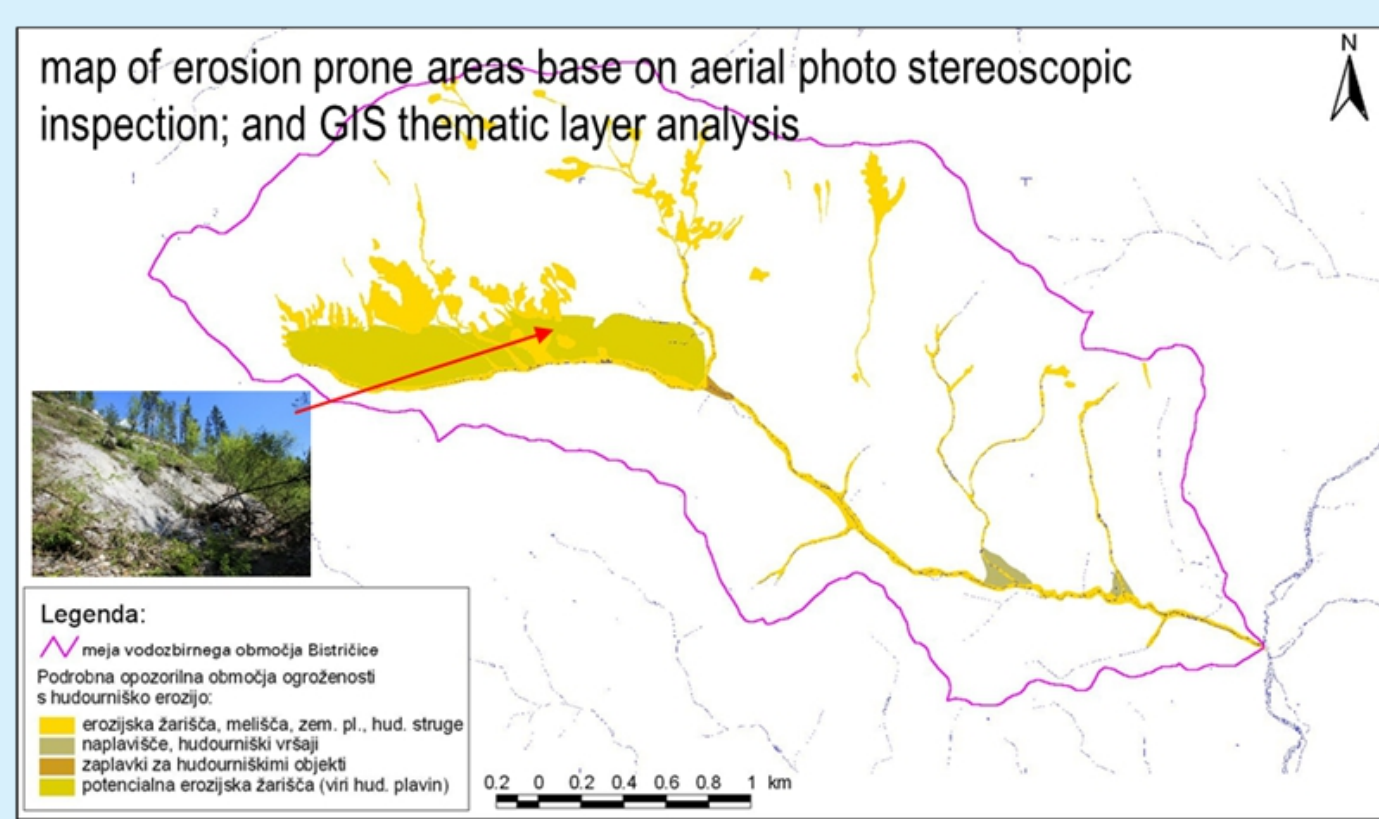 map of erosion prone areas base on aerial photo stereoscopic
inspection; and GIS thematic layer analysis
N
Legenda:
meja vodozbirnega območja Bistričice
Podrobna opozorilna območja ogroženosti
s hudourniško erozijo:
erozijska žarišča, melišča, zem. pl., hud. struge
naplavišče, hudourniški vršaji
zaplavki za hudourniškimi objekti
potencialna erozijska žarišča (viri hud. plavin)
0.2 0 0.2 0.4 0.6 0.8 1 km